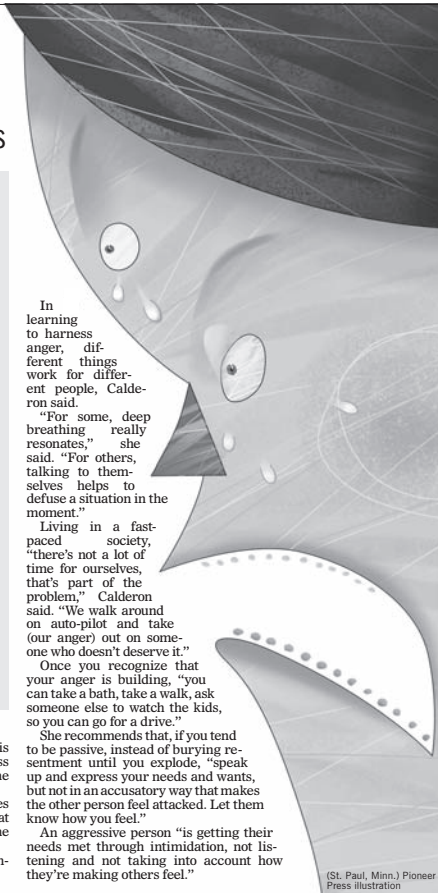 S
In
learning
to harness
anger, dif-
ferent things
work for differ-
ent people, Calde-
ron said.
“For some, deep
breathing really
resonates,” she
said. “For others,
talking to them-
selves helps to
defuse a situation in the
moment.”
Living in a fast-
paced society,
“there’s not a lot of
time for ourselves,
that’s part of the
problem,” Calderon
said. “We walk around
on auto-pilot and take
(our anger) out on some-
one who doesn’t deserve it.”
Once you recognize that
your anger is building, “you
can take a bath, take a walk, ask
someone else to watch the kids,
so you can go for a drive.”
She recommends that, if you tend
to be passive, instead of burying re-
sentment until you explode, “speak
up and express your needs and wants,
but not in an accusatory way that makes
the other person feel attacked. Let them
know how you feel.”
An aggressive person “is getting their
needs met through intimidation, not lis-
tening and not taking into account how
they’re making others feel.”
(St. Paul, Minn.) Pioneer
Press illustration